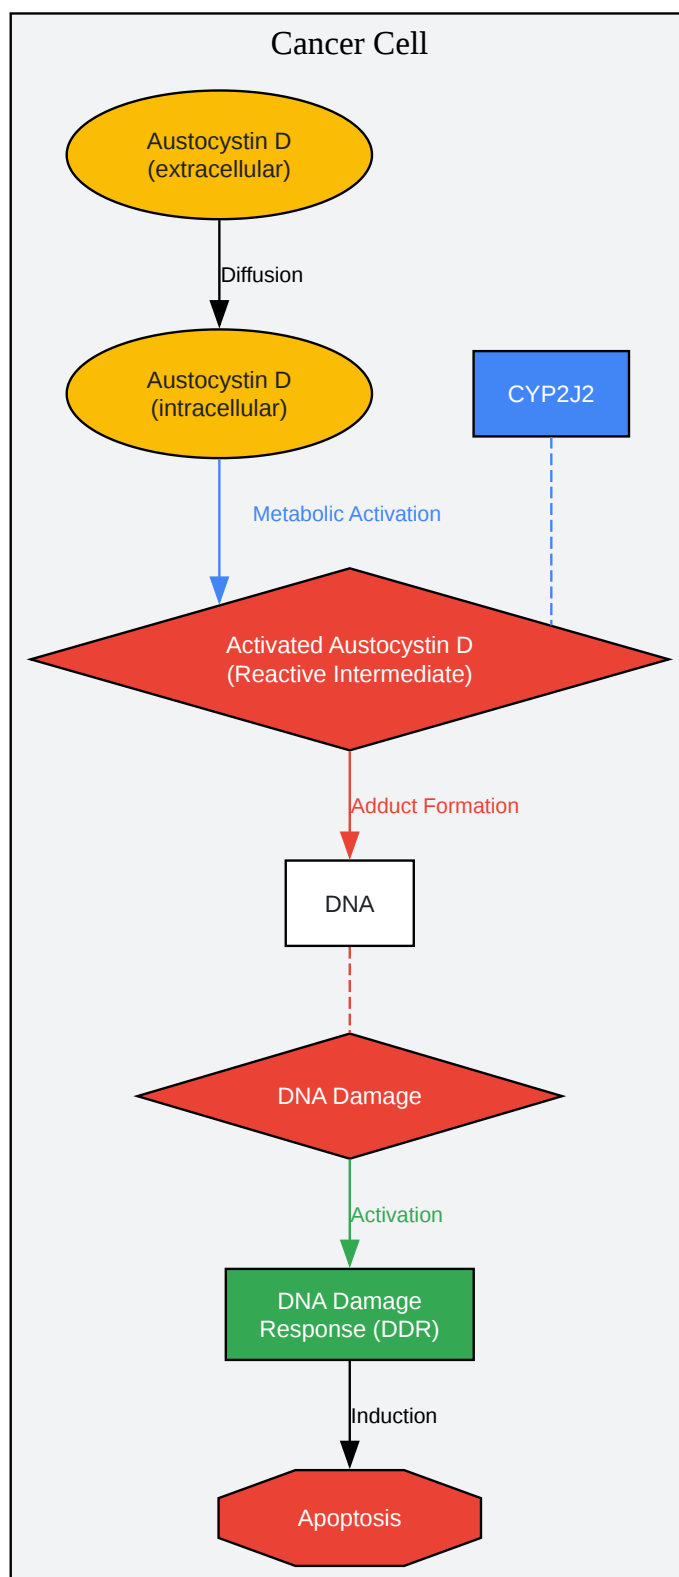 Cancer Cell
Austocystin D
(extracellular)
Diffusion
Austocystin D
(intracellular)
CYP2J2
Metabolic Activation
Activated Austocystin D
(Reactive Intermediate)
Adduct Formation
DNA
DNA Damage
Activation
DNA Damage
Response (DDR)
Induction
Apoptosis